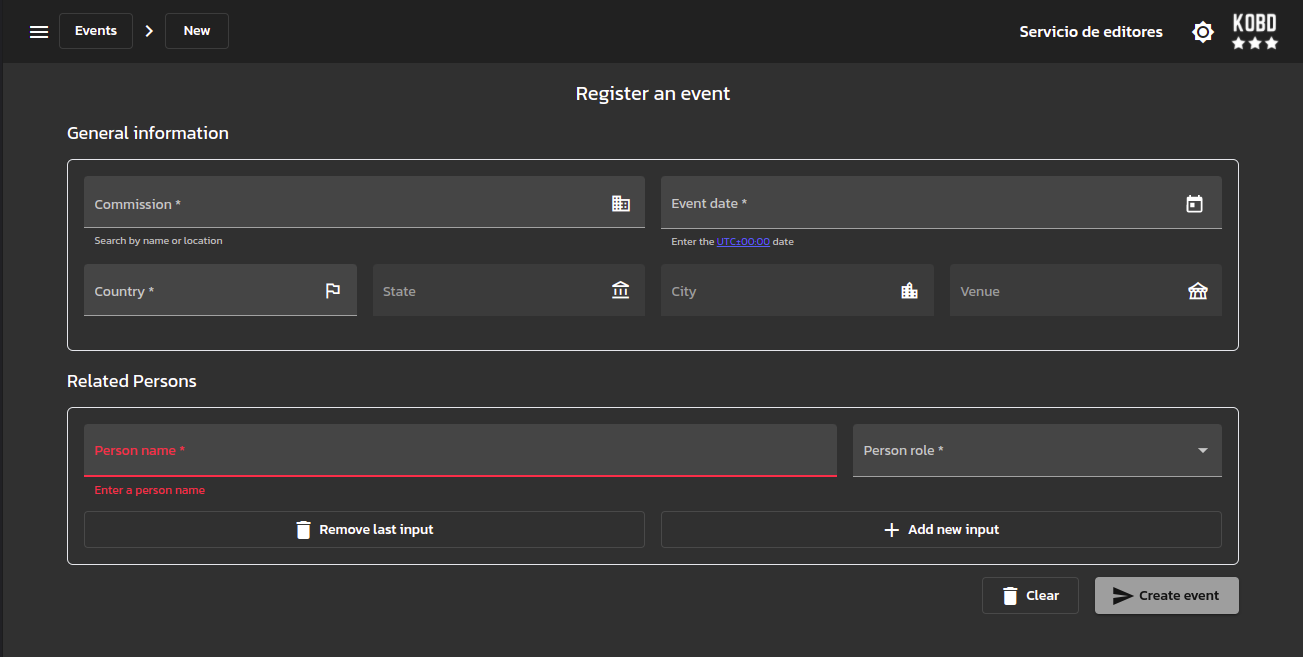 Events
New
Servicio de editores
KOBD
Register an event
General information
Commission *
Event date *
Search by name or location
Enter the UTC±00:00 date
Country *
State
City
Venue
Related Persons
Person name *
Person role *
Enter a person name
Remove last input
Add new input
Clear
Create event